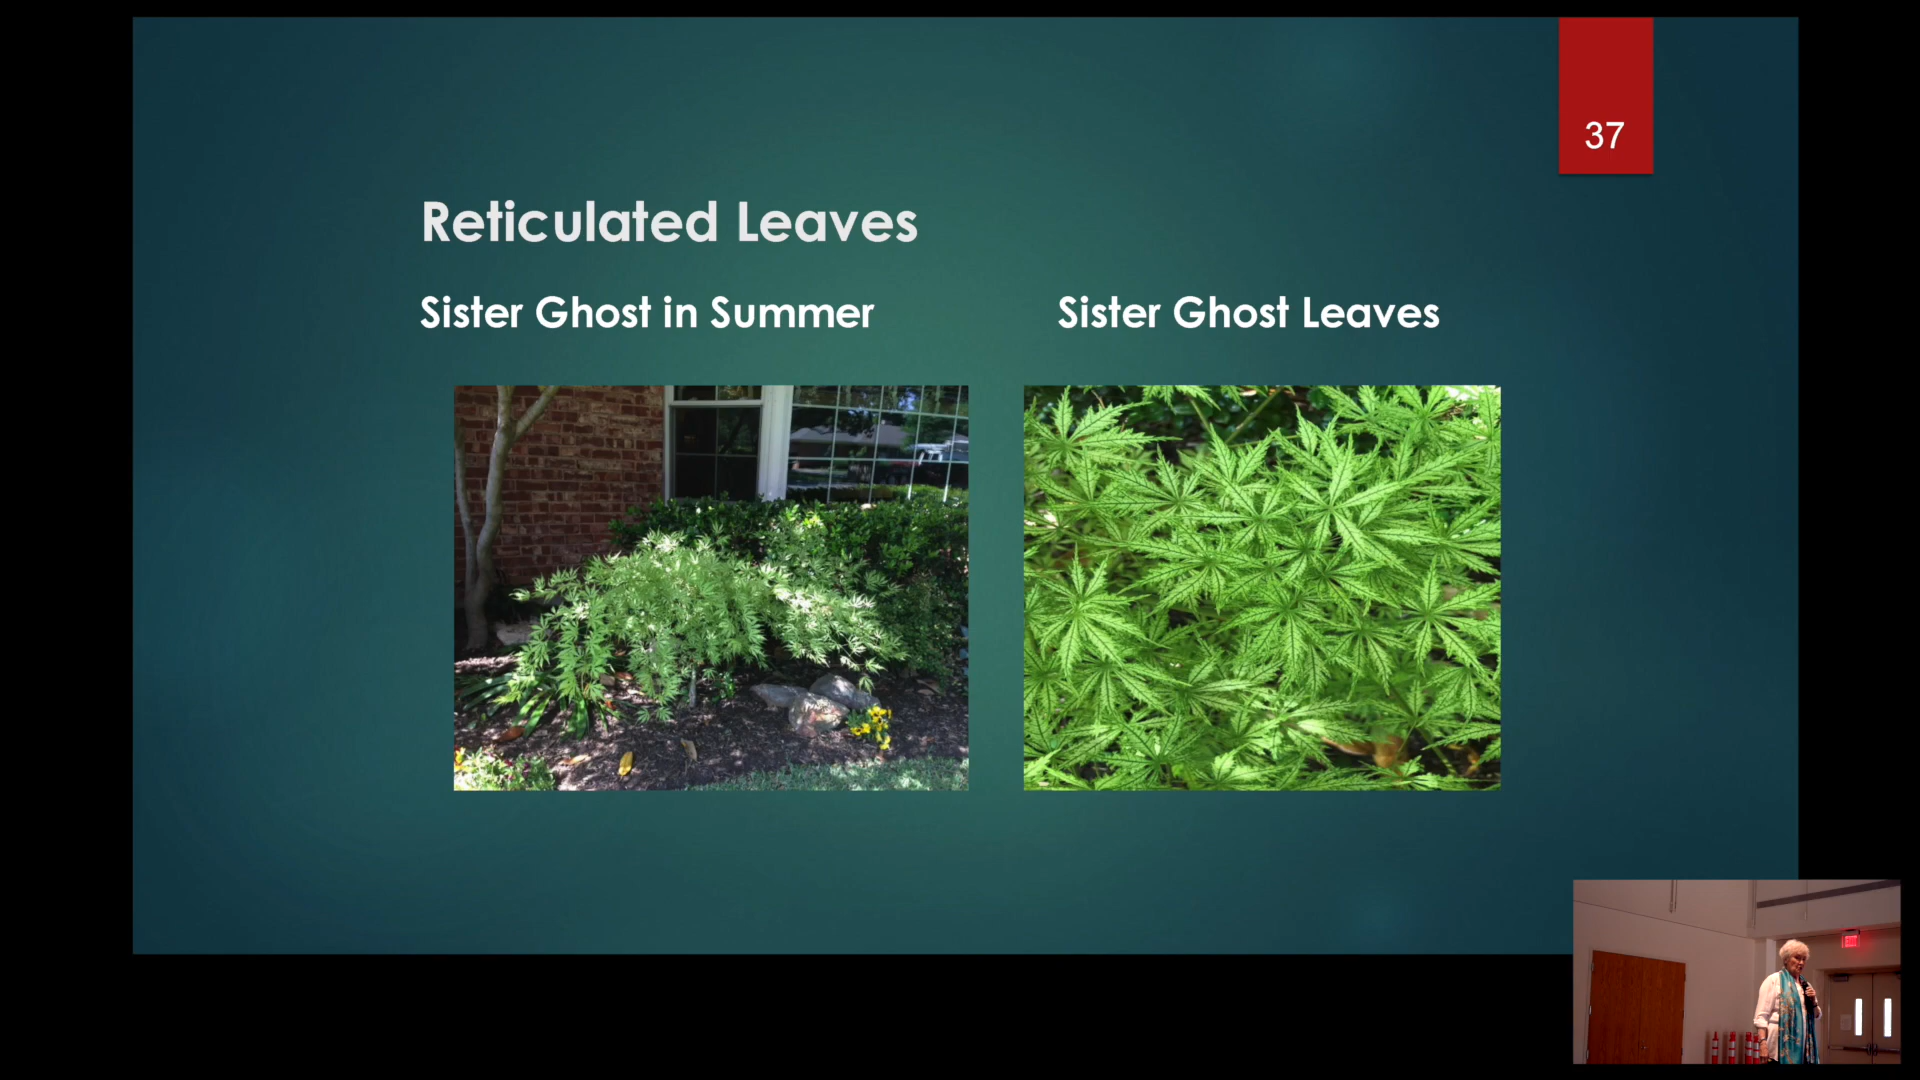 37
Reticulated Leaves
Sister Ghost in Summer
Sister Ghost Leaves